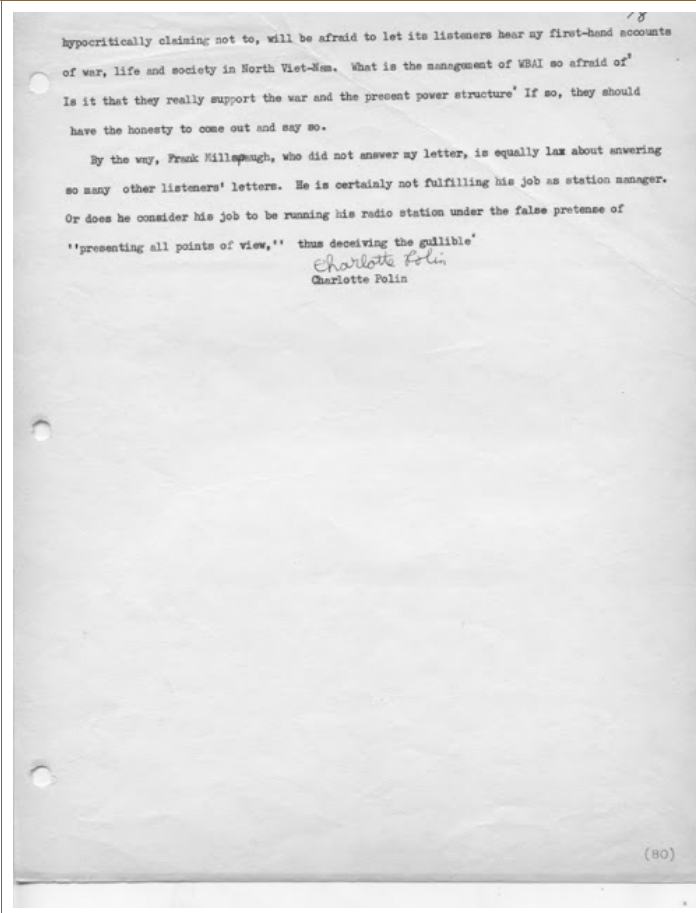 18
hypocritically claiming not to, will be afraid to let its listeners hear my first-hand accounts
of war, life and society in North Viet-Nam. What is the management of WBAI so afraid of'
Is it that they really support the war and the present power structure' If so, they should
have the honesty to come out and say so.
By the way, Frank Millspaugh, who did not answer my letter, is equally lax about anwering
so many other listeners' letters. He is certainly not fulfilling his job as station manager.
Or does he consider his job to be running his radio station under the false pretense of
''presenting all points of view,'' thus deceiving the gullible'
Charlotte Polin
Charlotte Polin
(80)